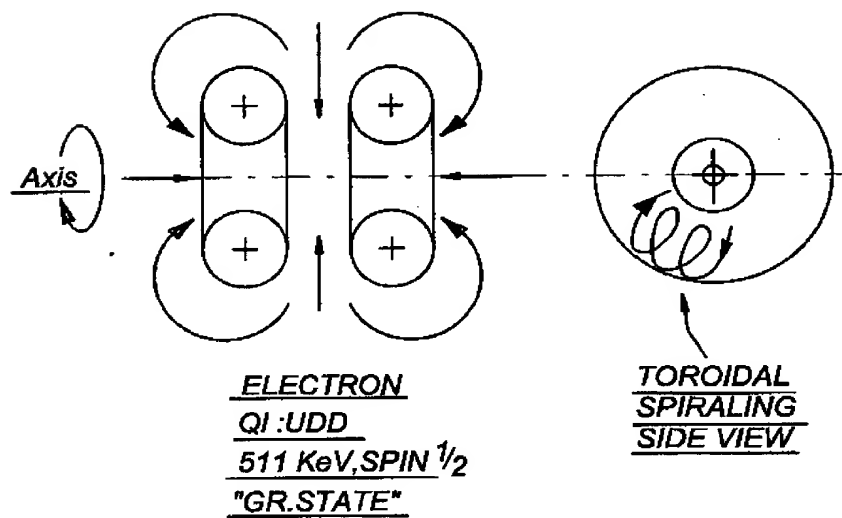 Axis
ELECTRON
QI :UDD
511 KeV,SPIN 1/2
"GR.STATE"
TOROIDAL
SPIRALING
SIDE VIEW